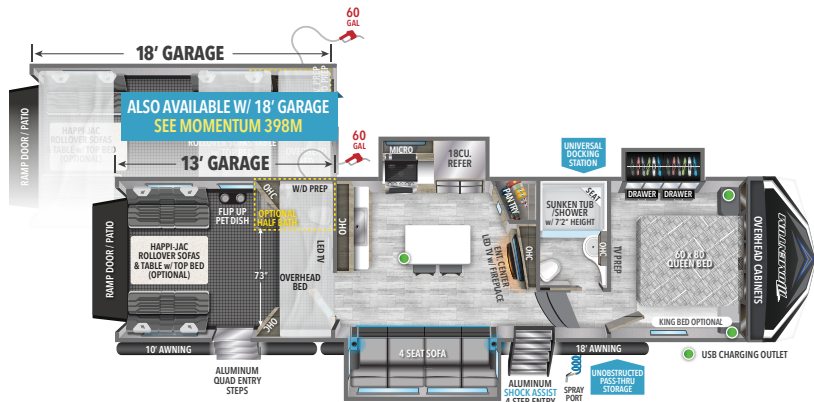 60
GAL
18' GARAGE
ALSO AVAILABLE W/ 18' GARAGE
SEE MOMENTUM 398M
RAMP DOOR / PATIO
HAPPI-JAC
ROLLOVER SOFAS
& TABLE w/ TOP BED
(OPTIONAL)
13' GARAGE
60
GAL
MICRO
18CU.
REFER
UNIVERSAL
DOCKING
STATION
PANTRY
SEAT
SUNKEN TUB
/SHOWER
w/ 7'2" HEIGHT
DRAWER
DRAWER
RAMP DOOR / PATIO
HAPPI-JAC
ROLLOVER SOFAS
& TABLE w/ TOP BED
(OPTIONAL)
FLIP UP
PET DISH
OHC
W/D PREP
OPTIONAL
HALF BATH
73"
LED TV
OVERHEAD
BED
OHC
OHC
ENT. CENTER
LED TV w/ FIREPLACE
OHC
OHC
TV PREP
60 x 80
QUEEN BED
KING BED OPTIONAL
OVERHEAD CABINETS
MOMENTUM
10' AWNING
ALUMINUM
QUAD ENTRY
STEPS
4 SEAT SOFA
ALUMINUM
SHOCK ASSIST
4 STEP ENTRY
18' AWNING
SPRAY
PORT
UNOBSTRUCTED
PASS-THRU
STORAGE
USB CHARGING OUTLET